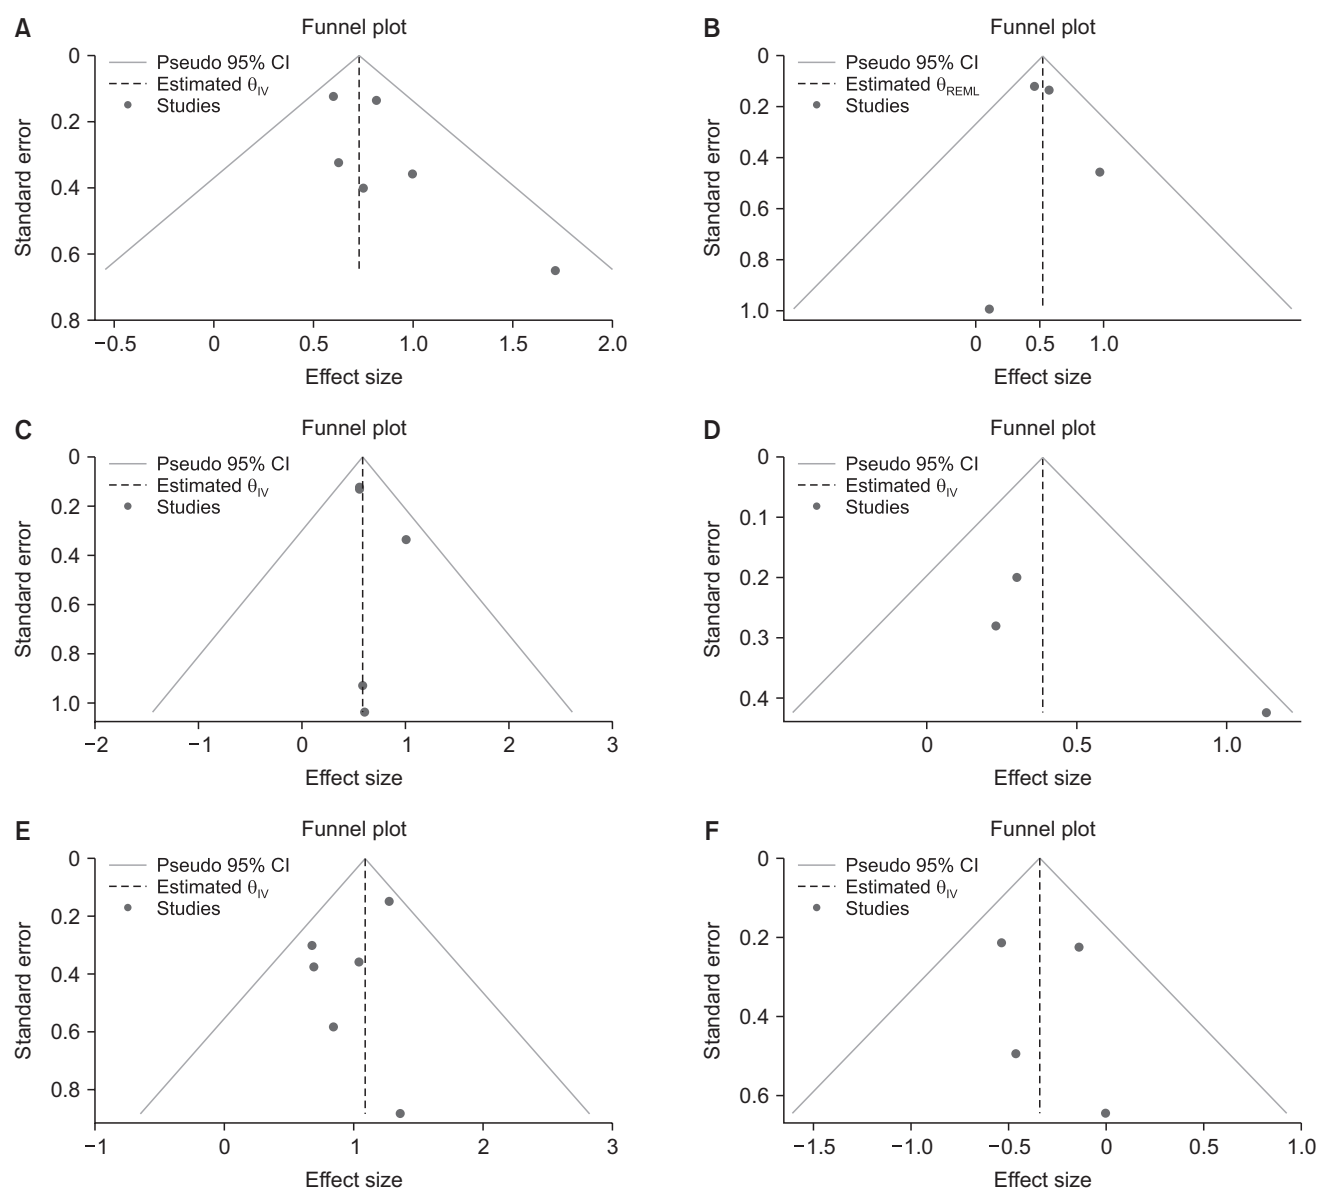 A
Funnel plot
Pseudo 95% CI
Estimated θIV
Studies
Standard error
0
0.2
0.4
0.6
0.8
−0.5 0 0.5 1.0 1.5 2.0
Effect size
B
Funnel plot
Pseudo 95% CI
Estimated θREML
Studies
Standard error
0
0.2
0.4
0.6
0.8
1.0
0 0.5 1.0
Effect size
C
Funnel plot
Pseudo 95% CI
Estimated θIV
Studies
Standard error
0
0.2
0.4
0.6
0.8
1.0
−2 −1 0 1 2 3
Effect size
D
Funnel plot
Pseudo 95% CI
Estimated θIV
Studies
Standard error
0
0.1
0.2
0.3
0.4
0 0.5 1.0
Effect size
E
Funnel plot
Pseudo 95% CI
Estimated θIV
Studies
Standard error
0
0.2
0.4
0.6
0.8
−1 0 1 2 3
Effect size
F
Funnel plot
Pseudo 95% CI
Estimated θIV
Studies
Standard error
0
0.2
0.4
0.6
−1.5 −1.0 −0.5 0 0.5 1.0
Effect size